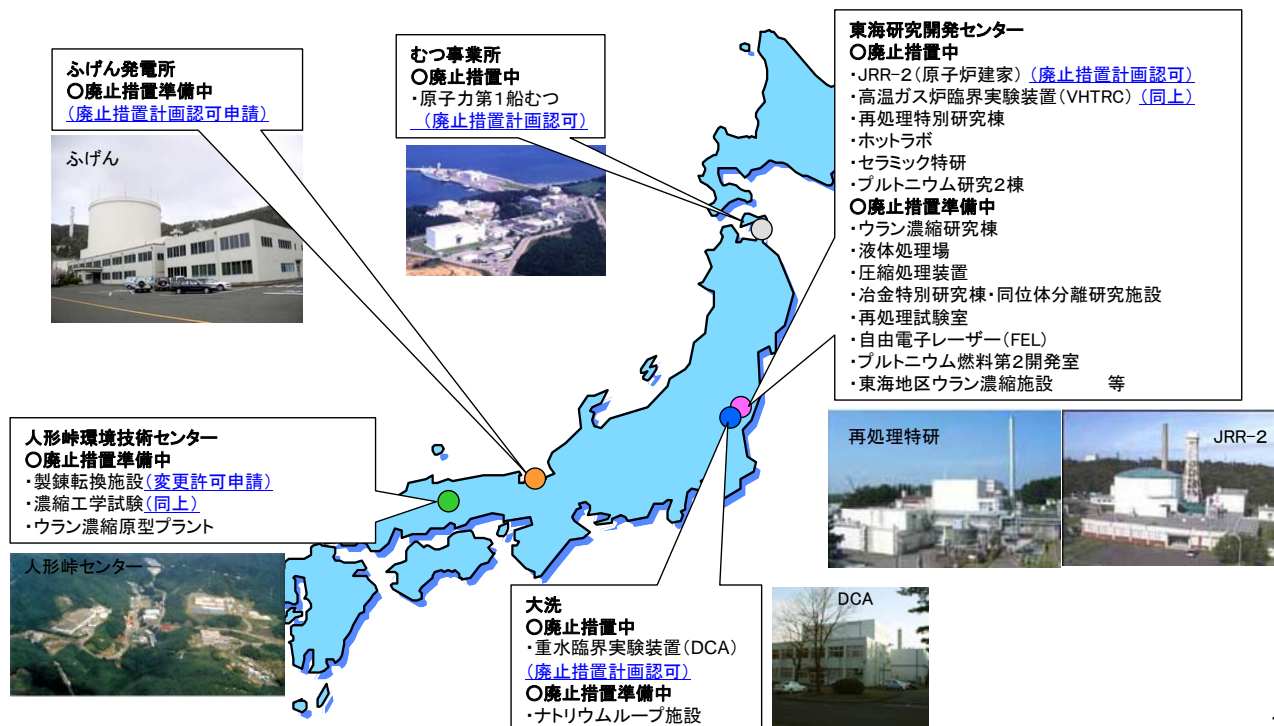 ふげん発電所
○廃止措置準備中
(廃止措置計画認可申請)
ふげん
むつ事業所
○廃止措置中
・原子力第1船むつ
(廃止措置計画認可)
東海研究開発センター
○廃止措置中
・JRR-2(原子炉建家) (廃止措置計画認可)
・高温ガス炉臨界実験装置(VHTRC) (同上)
・再処理特別研究棟
・ホットラボ
・セラミック特研
・プルトニウム研究2棟
○廃止措置準備中
・ウラン濃縮研究棟
・液体処理場
・圧縮処理装置
・冶金特別研究棟・同位体分離研究施設
・再処理試験室
・自由電子レーザー(FEL)
・プルトニウム燃料第2開発室
・東海地区ウラン濃縮施設 等
再処理特研
JRR-2
人形峠環境技術センター
○廃止措置準備中
・製錬転換施設(変更許可申請)
・濃縮工学試験(同上)
・ウラン濃縮原型プラント
人形峠センター
大洗
○廃止措置中
・重水臨界実験装置(DCA)
(廃止措置計画認可)
○廃止措置準備中
・ナトリウムループ施設
DCA